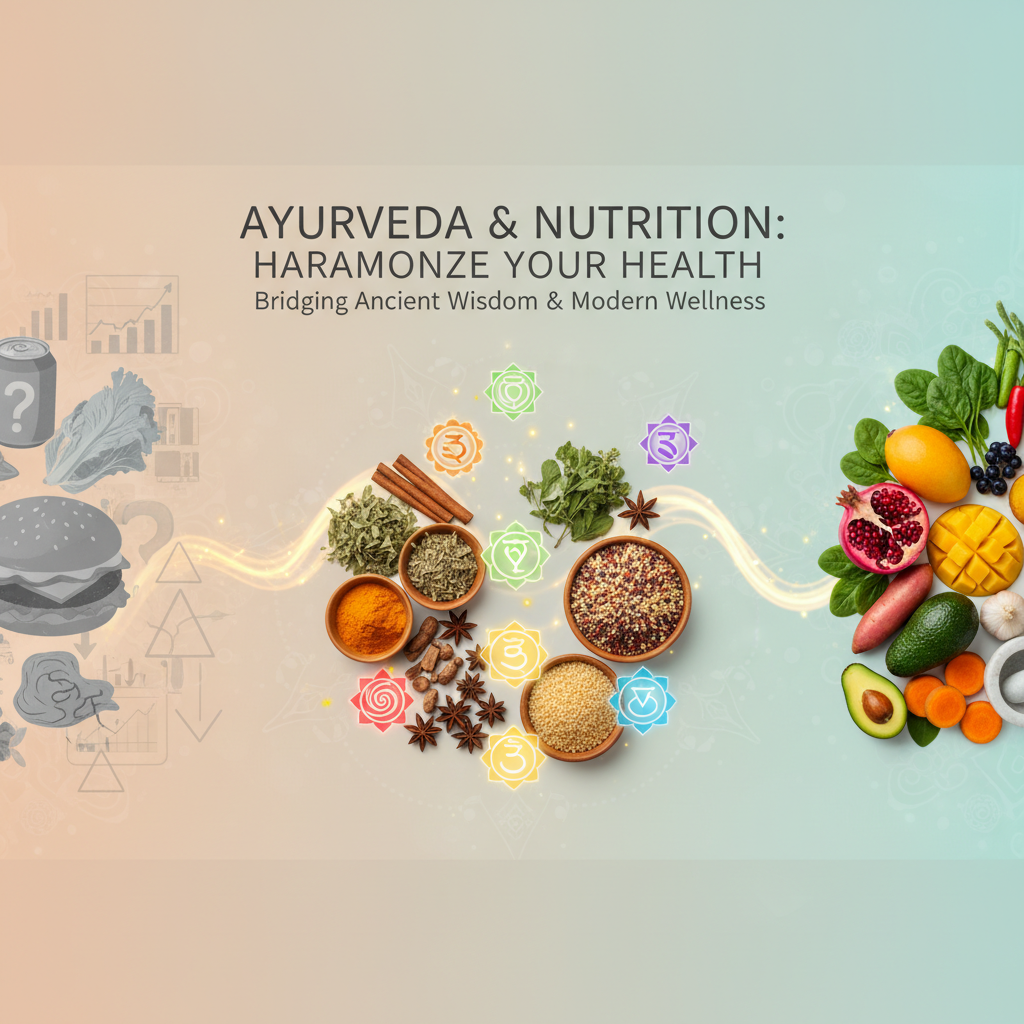 AYURVEDA & NUTRITION:
HARAMONZE YOUR HEALTH
Bridging Ancient Wisdom & Modern Wellness
?
?